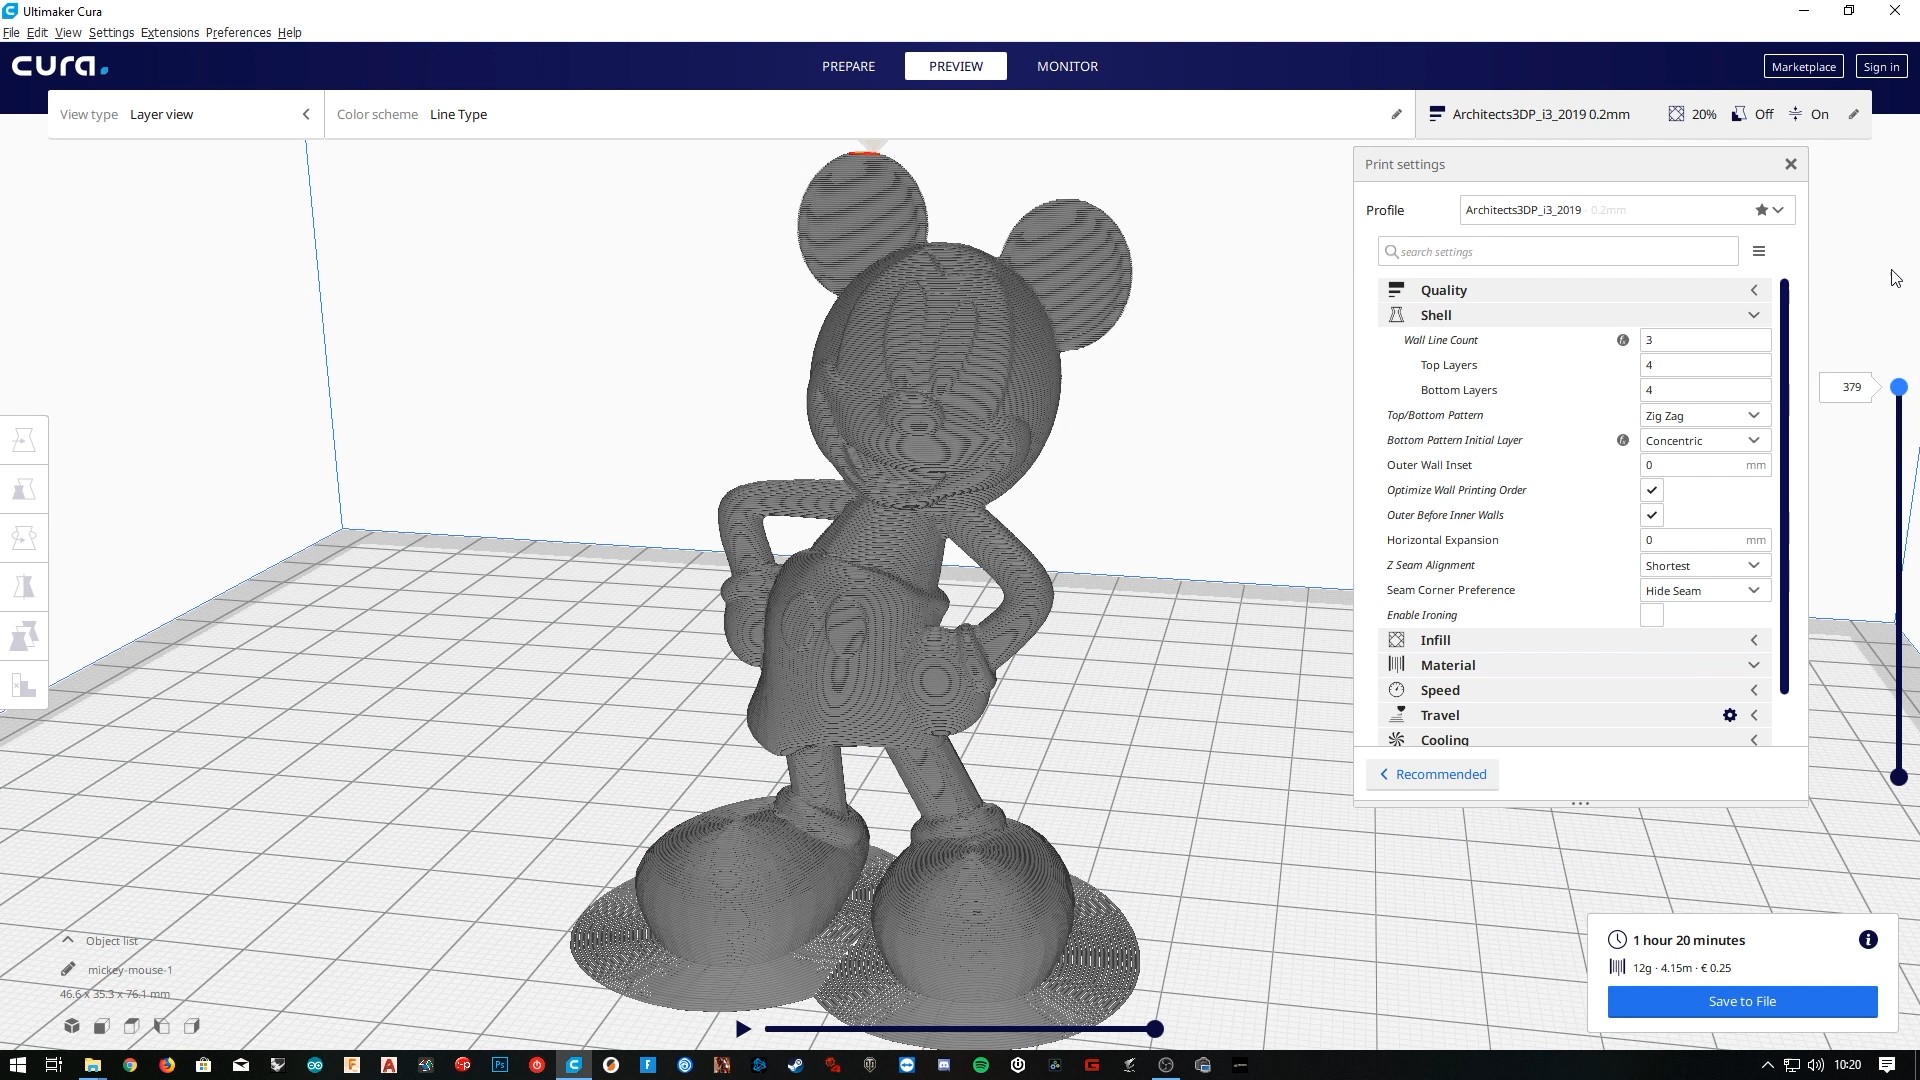 Ultimaker Cura
File Edit View Settings Extensions Preferences Help
cura.
PREPARE PREVIEW MONITOR
Marketplace Sign in
View type Layer view
Color scheme Line Type
Architects3DP_i3_2019 0.2mm 20% Off On
Print settings
Profile Architects3DP_i3_2019 - 0.2mm
search settings
Quality
Shell
Wall Line Count 3
Top Layers 4
Bottom Layers 4
Top/Bottom Pattern Zig Zag
Bottom Pattern Initial Layer Concentric
Outer Wall Inset 0 mm
Optimize Wall Printing Order
Outer Before Inner Walls
Horizontal Expansion 0 mm
Z Seam Alignment Shortest
Seam Corner Preference Hide Seam
Enable Ironing
Infill
Material
Speed
Travel
Cooling
Recommended
379
Object list
mickey-mouse-1
46.6 x 35.3 x 76.1 mm
1 hour 20 minutes
12g · 4.15m · € 0.25
Save to File
10:20